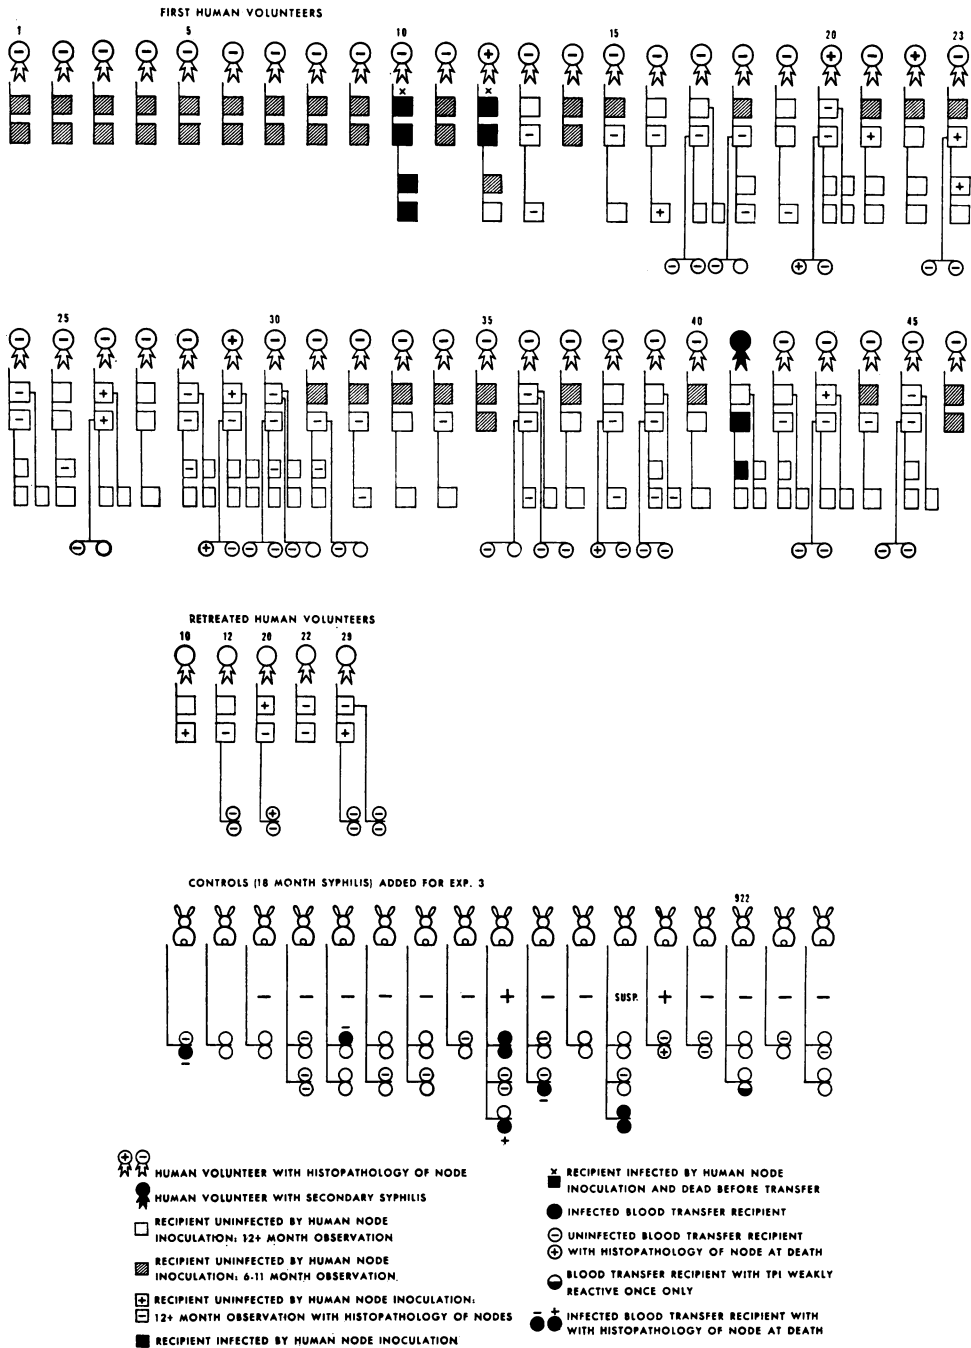 FIRST HUMAN VOLUNTEERS
1 5 10 15 20 23
25 30 35 40 45
RETREATED HUMAN VOLUNTEERS
10 12 20 22 29
CONTROLS (18 MONTH SYPHILIS) ADDED FOR EXP. 3
922
SUSP.
HUMAN VOLUNTEER WITH HISTOPATHOLOGY OF NODE
HUMAN VOLUNTEER WITH SECONDARY SYPHILIS
RECIPIENT UNINFECTED BY HUMAN NODE
INOCULATION: 12+ MONTH OBSERVATION
RECIPIENT UNINFECTED BY HUMAN NODE
INOCULATION: 6-11 MONTH OBSERVATION
RECIPIENT UNINFECTED BY HUMAN NODE INOCULATION:
12+ MONTH OBSERVATION WITH HISTOPATHOLOGY OF NODES
RECIPIENT INFECTED BY HUMAN NODE INOCULATION
RECIPIENT INFECTED BY HUMAN NODE
INOCULATION AND DEAD BEFORE TRANSFER
INFECTED BLOOD TRANSFER RECIPIENT
UNINFECTED BLOOD TRANSFER RECIPIENT
WITH HISTOPATHOLOGY OF NODE AT DEATH
BLOOD TRANSFER RECIPIENT WITH TPI WEAKLY
REACTIVE ONCE ONLY
INFECTED BLOOD TRANSFER RECIPIENT WITH
WITH HISTOPATHOLOGY OF NODE AT DEATH